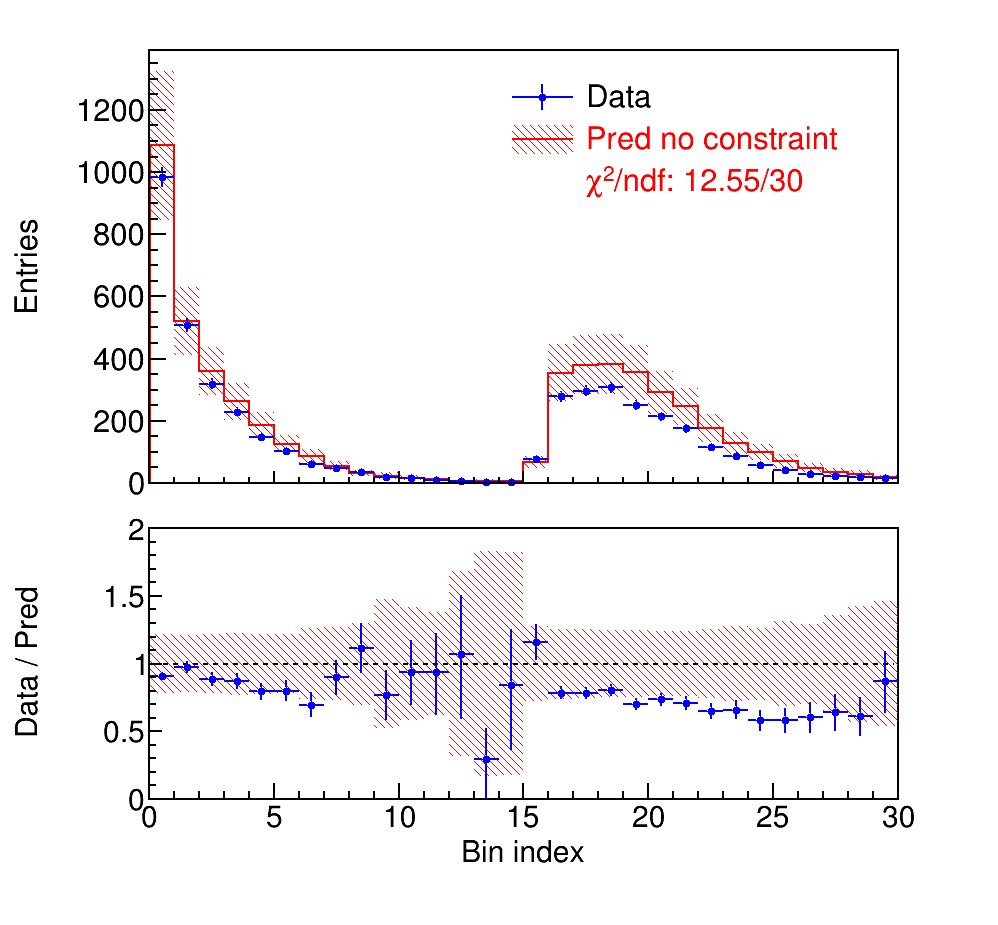 Entries
1200
1000
800
600
400
200
0
Data
Pred no constraint
χ²/ndf: 12.55/30
Data / Pred
2
1.5
1
0.5
0
0 5 10 15 20 25 30
Bin index